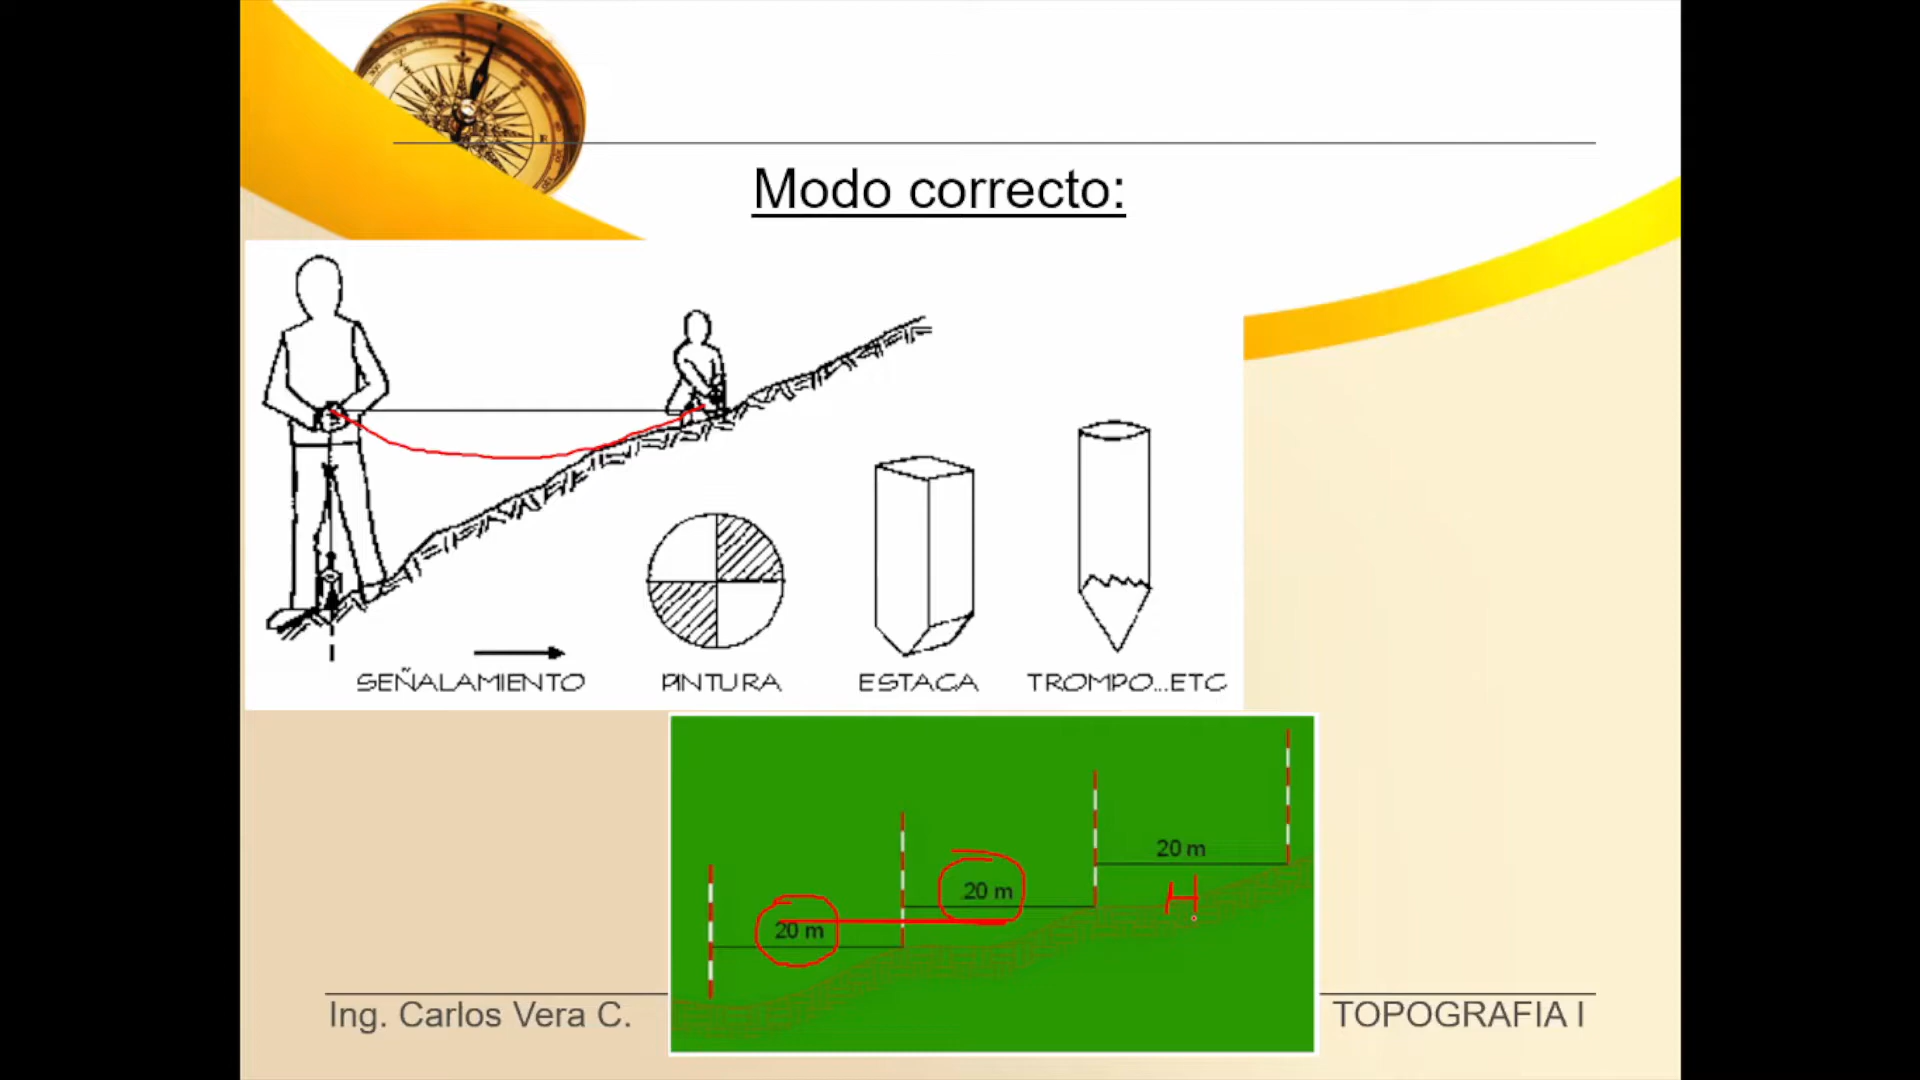 Modo correcto:
SEÑALAMIENTO PINTURA ESTACA TROMPO...ETC
20 m
20 m
20 m
H
Ing. Carlos Vera C.
TOPOGRAFIA I